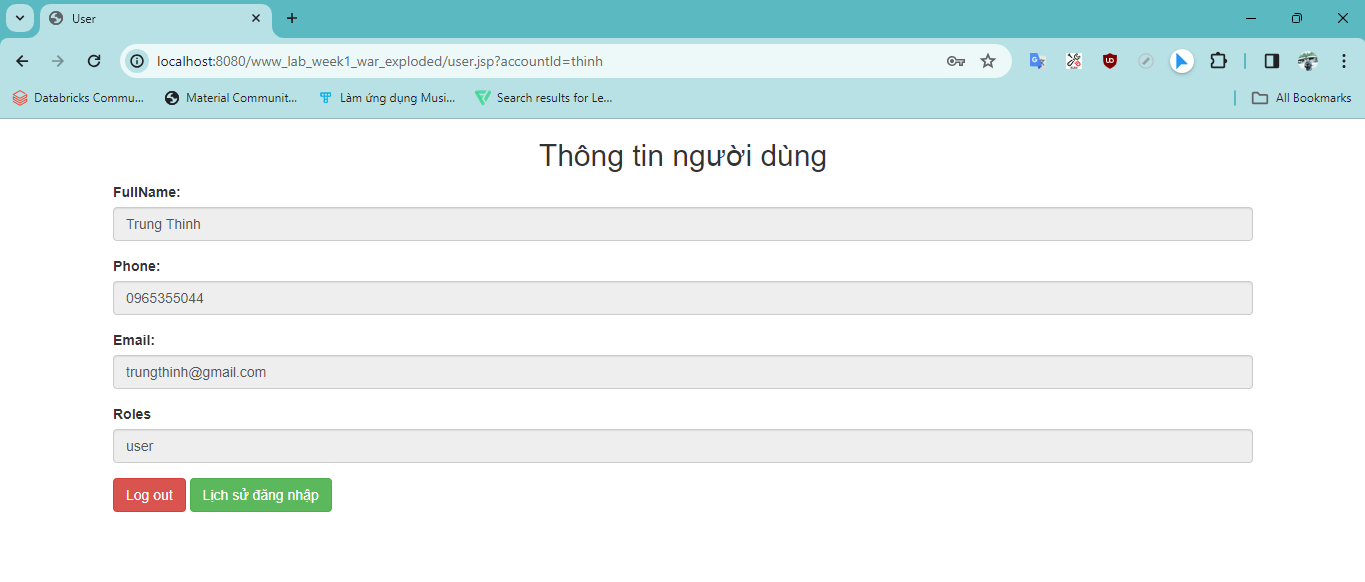 User
localhost:8080/www_lab_week1_war_exploded/user.jsp?accountId=thinh
Databricks Commu... Material Communit... Làm ứng dụng Musi... Search results for Le... All Bookmarks
Thông tin người dùng
FullName:
Trung Thinh
Phone:
0965355044
Email:
trungthinh@gmail.com
Roles
user
Log out Lịch sử đăng nhập